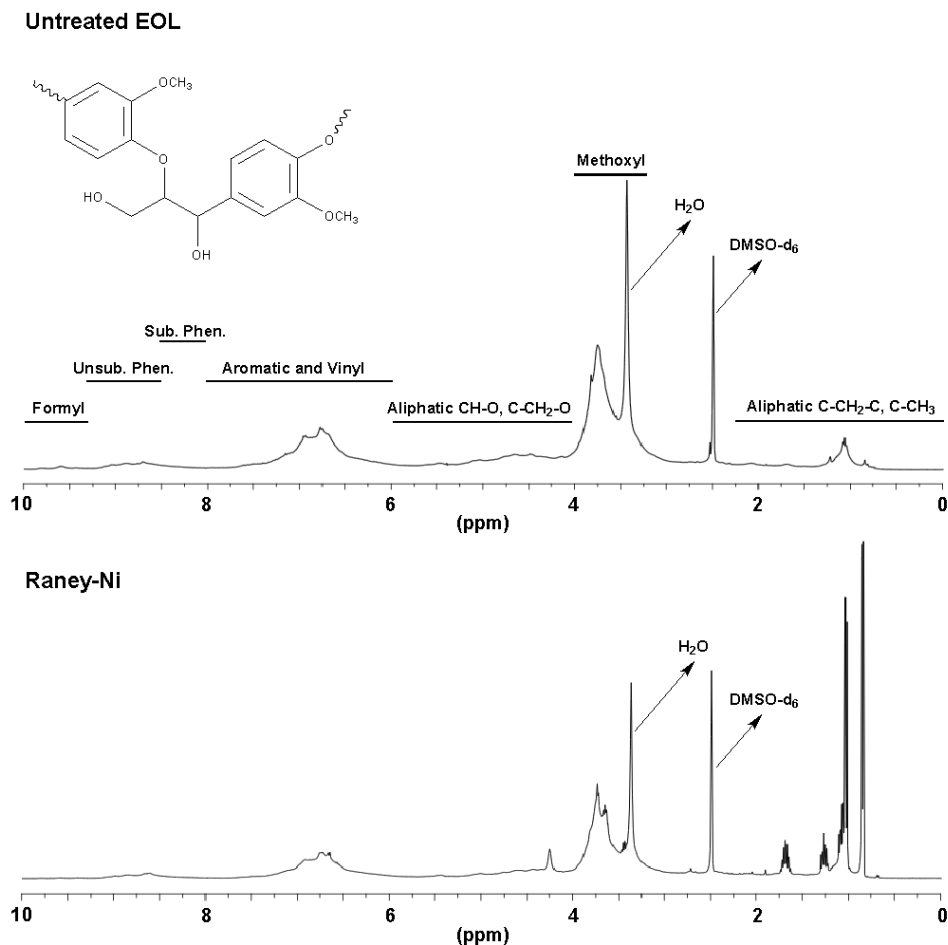 Untreated EOL
OCH₃
O
O
HO
OH
OCH₃
Methoxyl
H₂O
DMSO-d₆
Sub. Phen.
Unsub. Phen.
Aromatic and Vinyl
Formyl
Aliphatic CH-O, C-CH₂-O
Aliphatic C-CH₂-C, C-CH₃
10 8 6 4 2 0
(ppm)
Raney-Ni
H₂O
DMSO-d₆
10 8 6 4 2 0
(ppm)